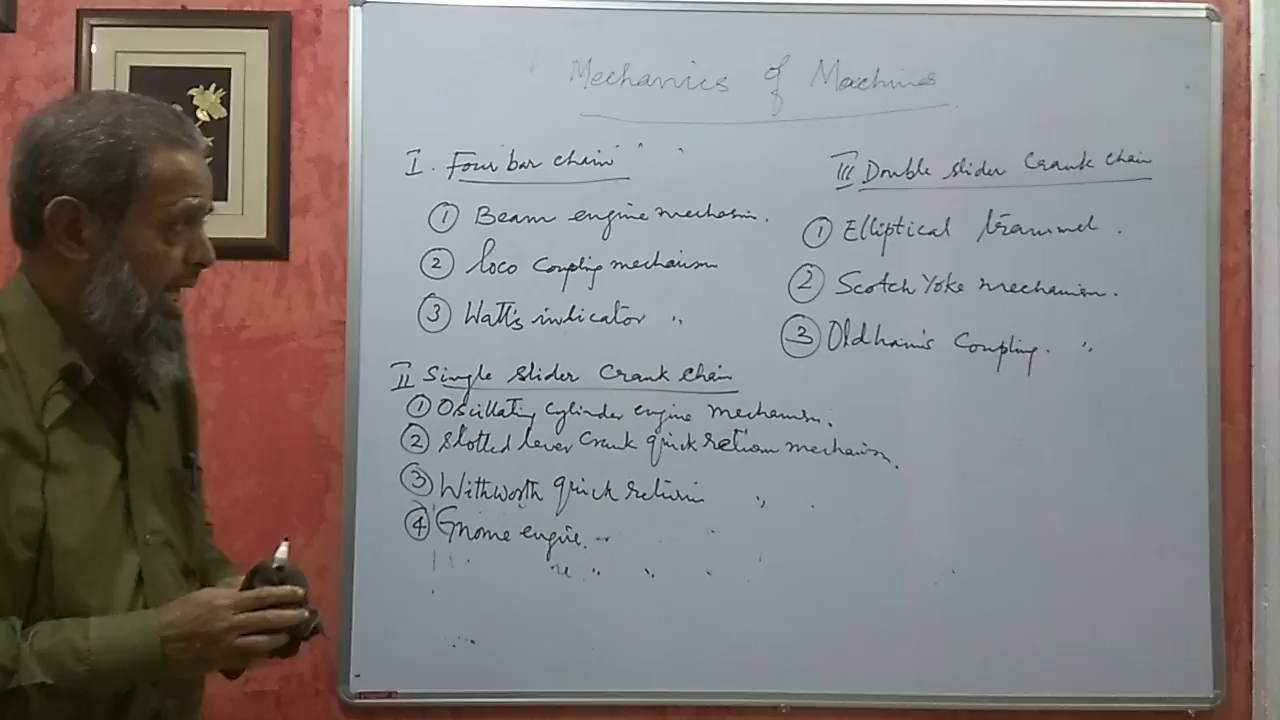 Mechanics of Machines
I. Four bar chain
① Beam engine mechanism.
② loco coupling mechanism
③ Watt's indicator "
II Single slider Crank chain
① Oscillating cylinder engine mechanism.
② Slotted lever Crank quick return mechanism.
③ Withworth quick return "
④ Gnome engine.
III Double slider Crank chain
① Elliptical trammel.
② Scotch Yoke mechanism.
③ Oldham's Coupling. "